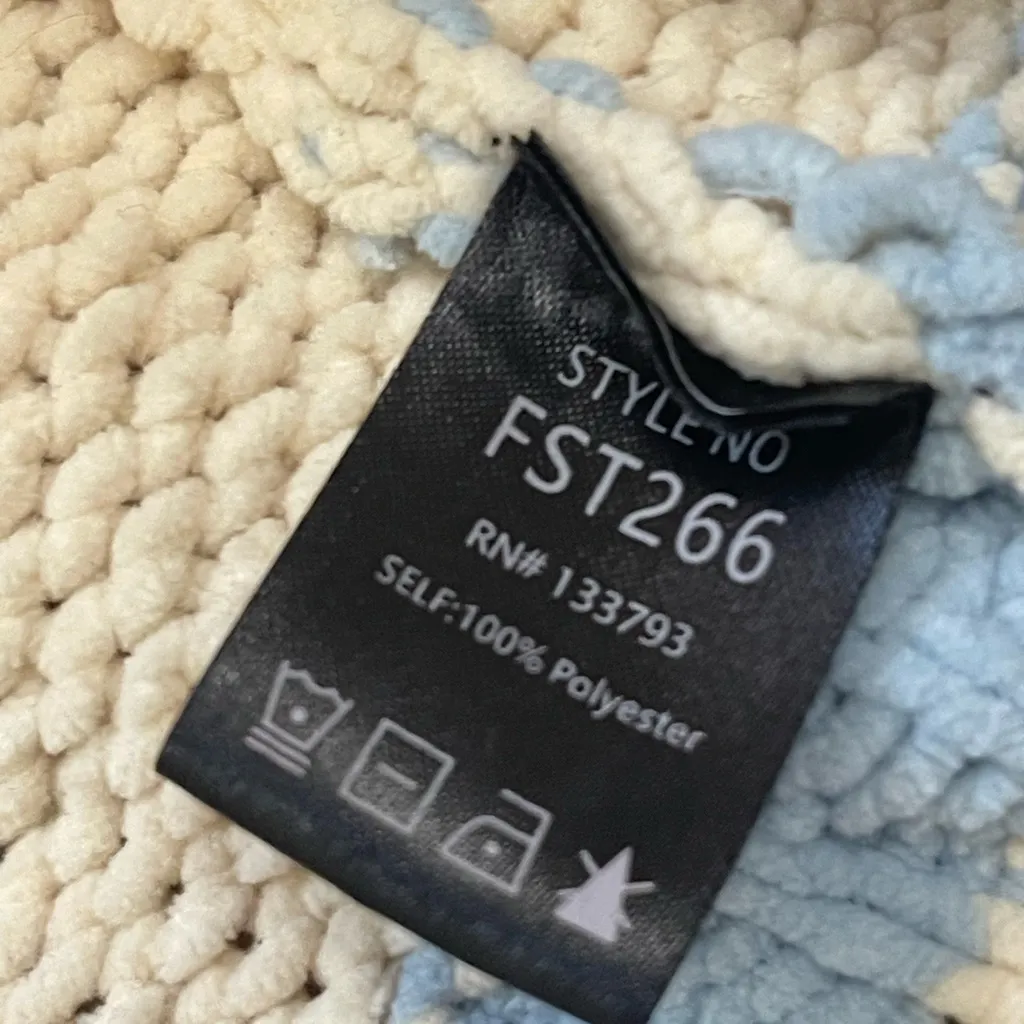 STYLE NO
FST266
RN# 133793
SELF:100% Polyester